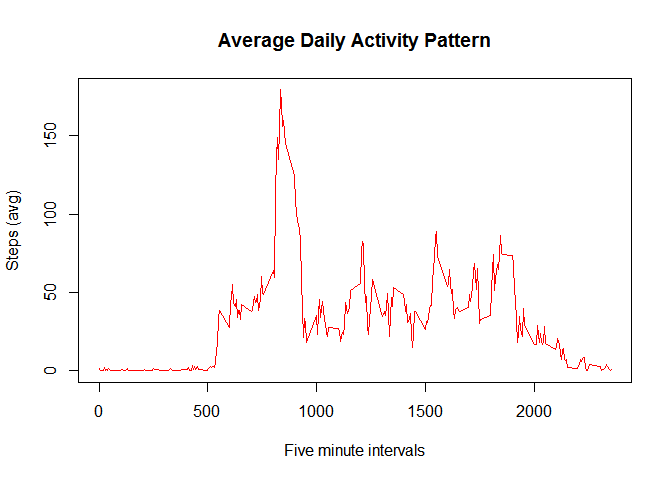 Average Daily Activity Pattern
Steps (avg)
150
100
50
0
0 500 1000 1500 2000
Five minute intervals